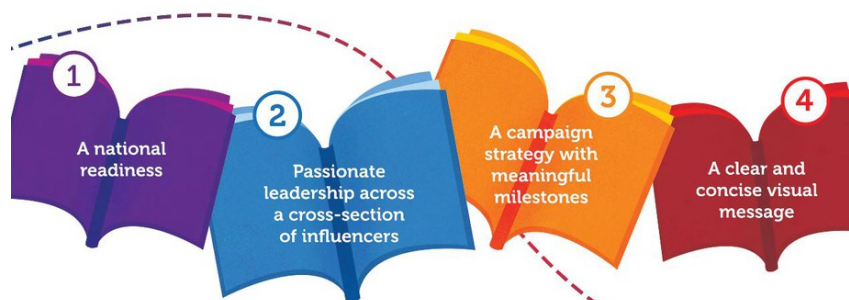 1
A national
readiness
2
Passionate
leadership across
a cross-section
of influencers
3
A campaign
strategy with
meaningful
milestones
4
A clear and
concise visual
message